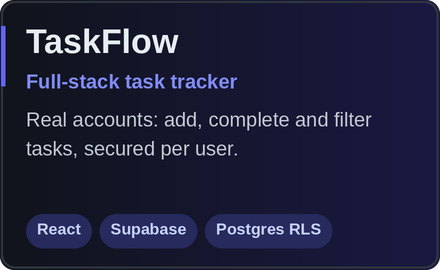 TaskFlow
Full-stack task tracker
Real accounts: add, complete and filter
tasks, secured per user.
React Supabase Postgres RLS